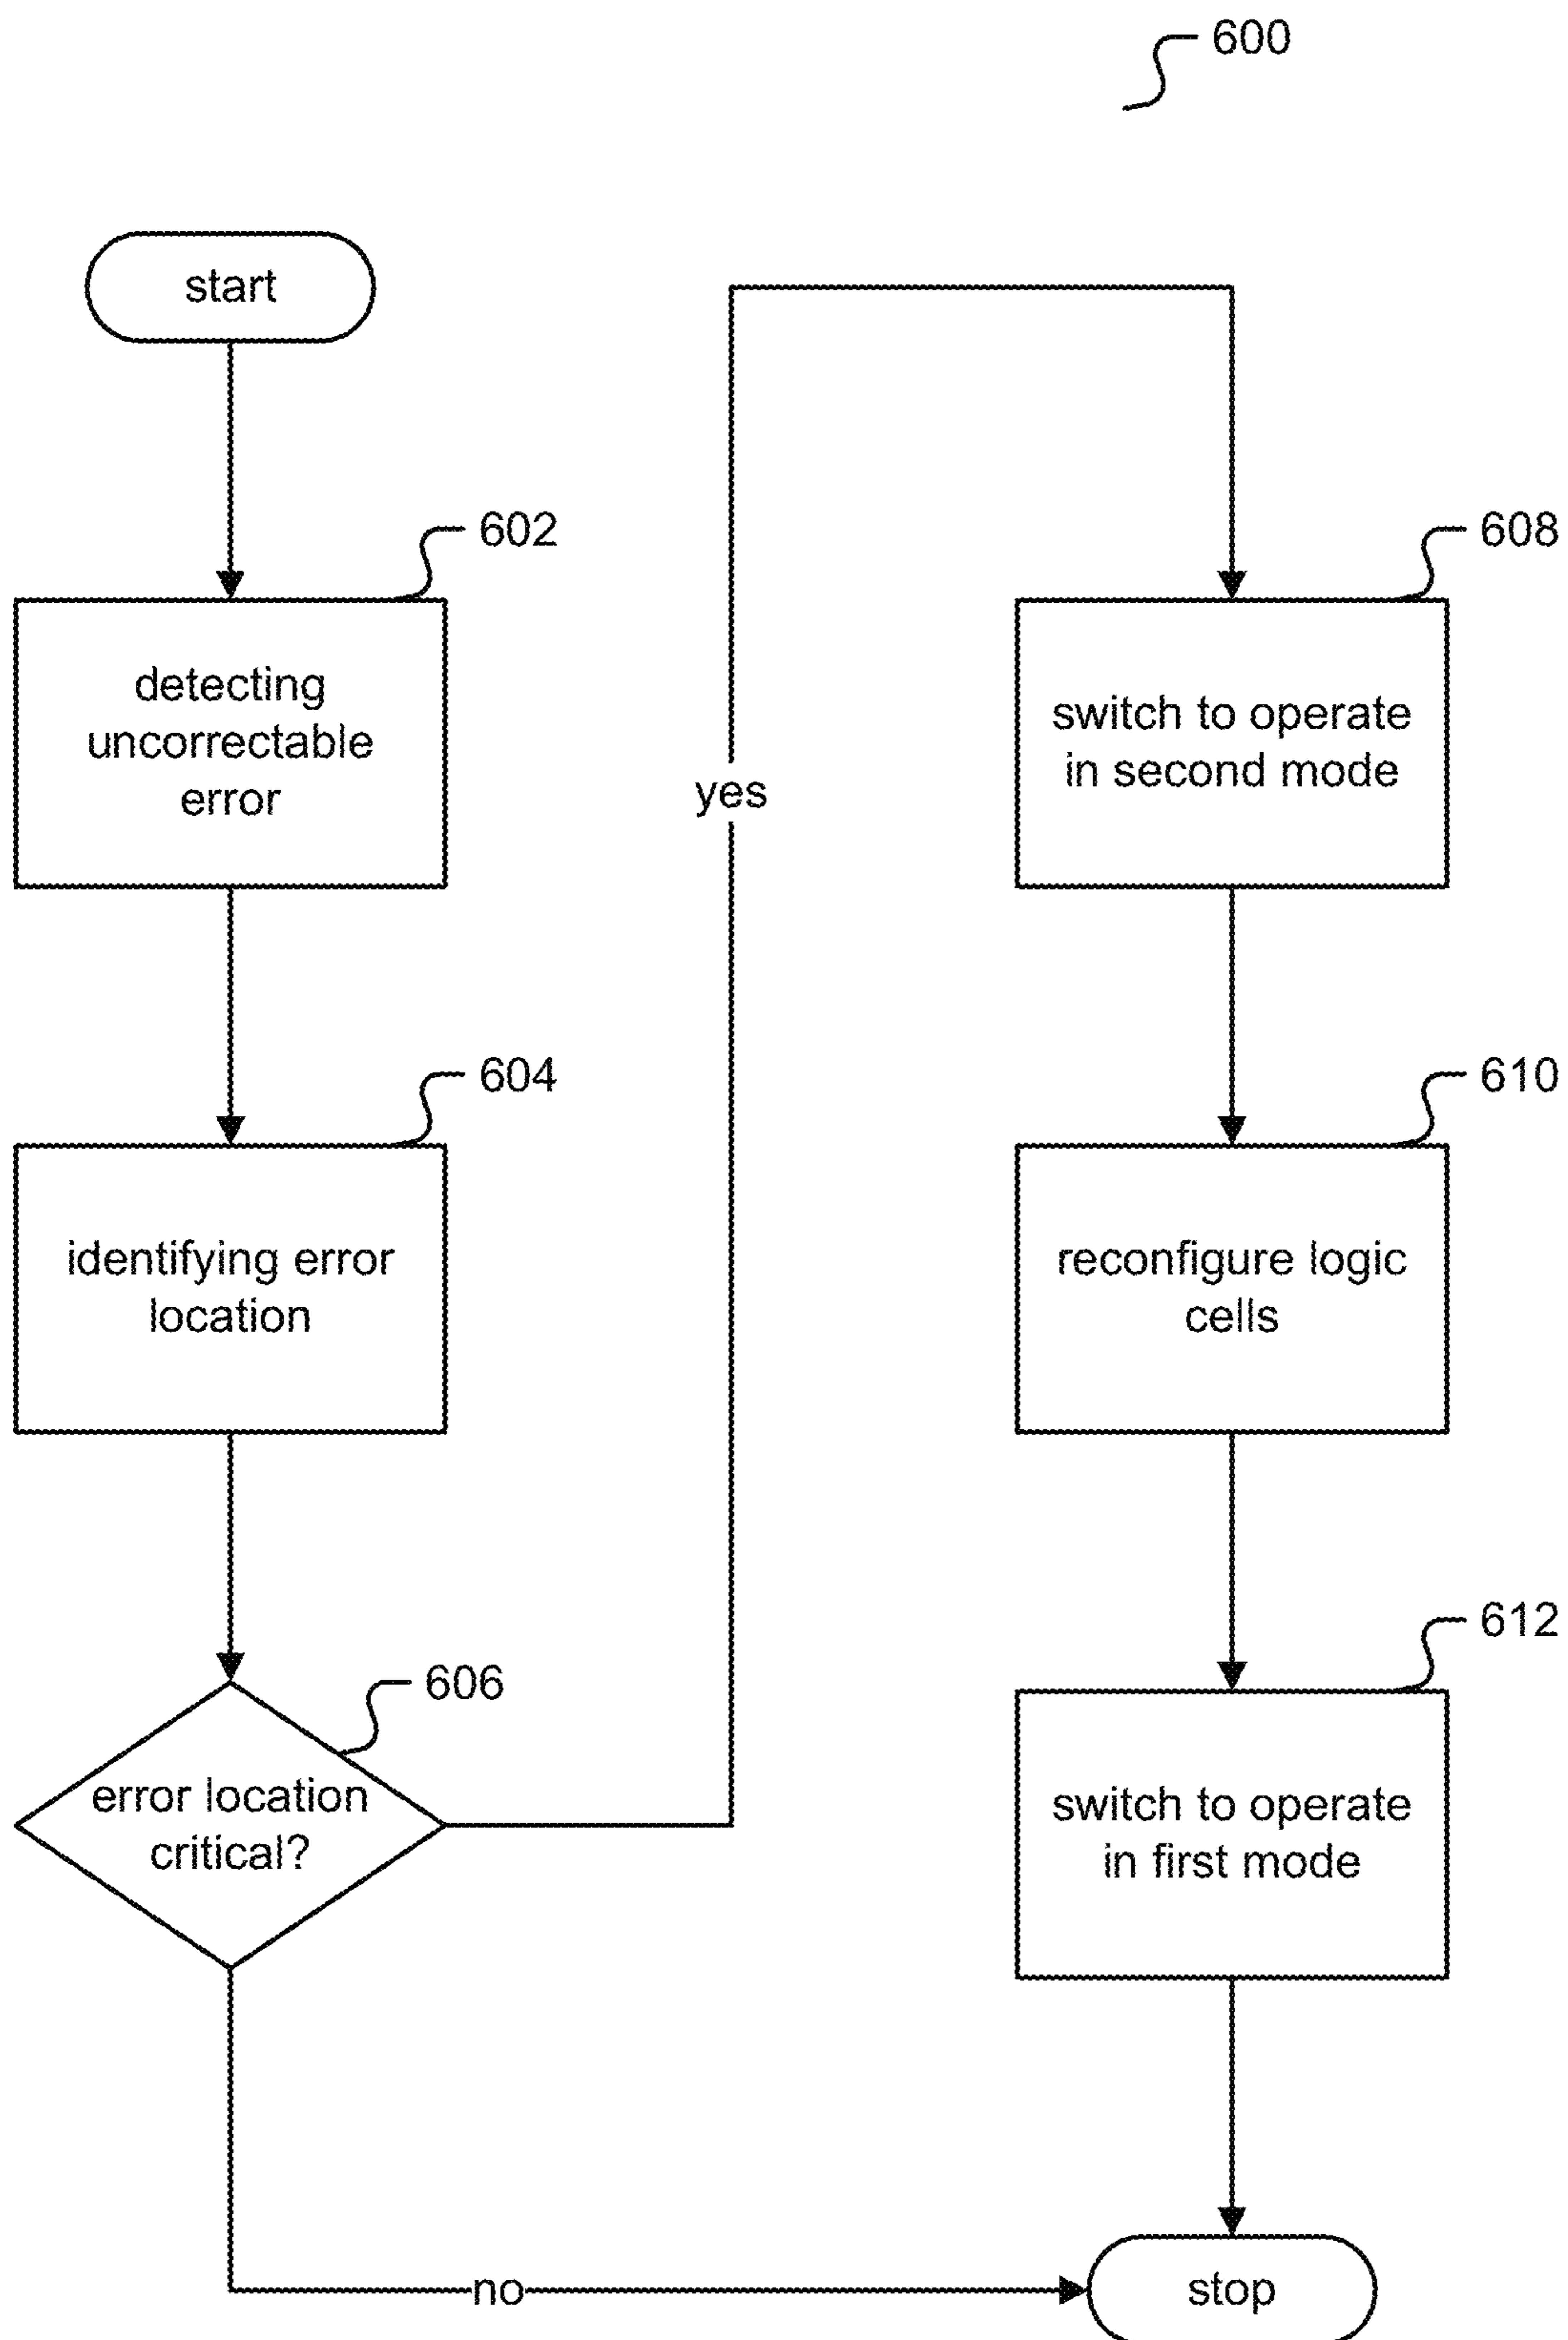 600
start
602
detecting
uncorrectable
error
604
identifying error
location
606
error location
critical?
yes
no
608
switch to operate
in second mode
610
reconfigure logic
cells
612
switch to operate
in first mode
stop